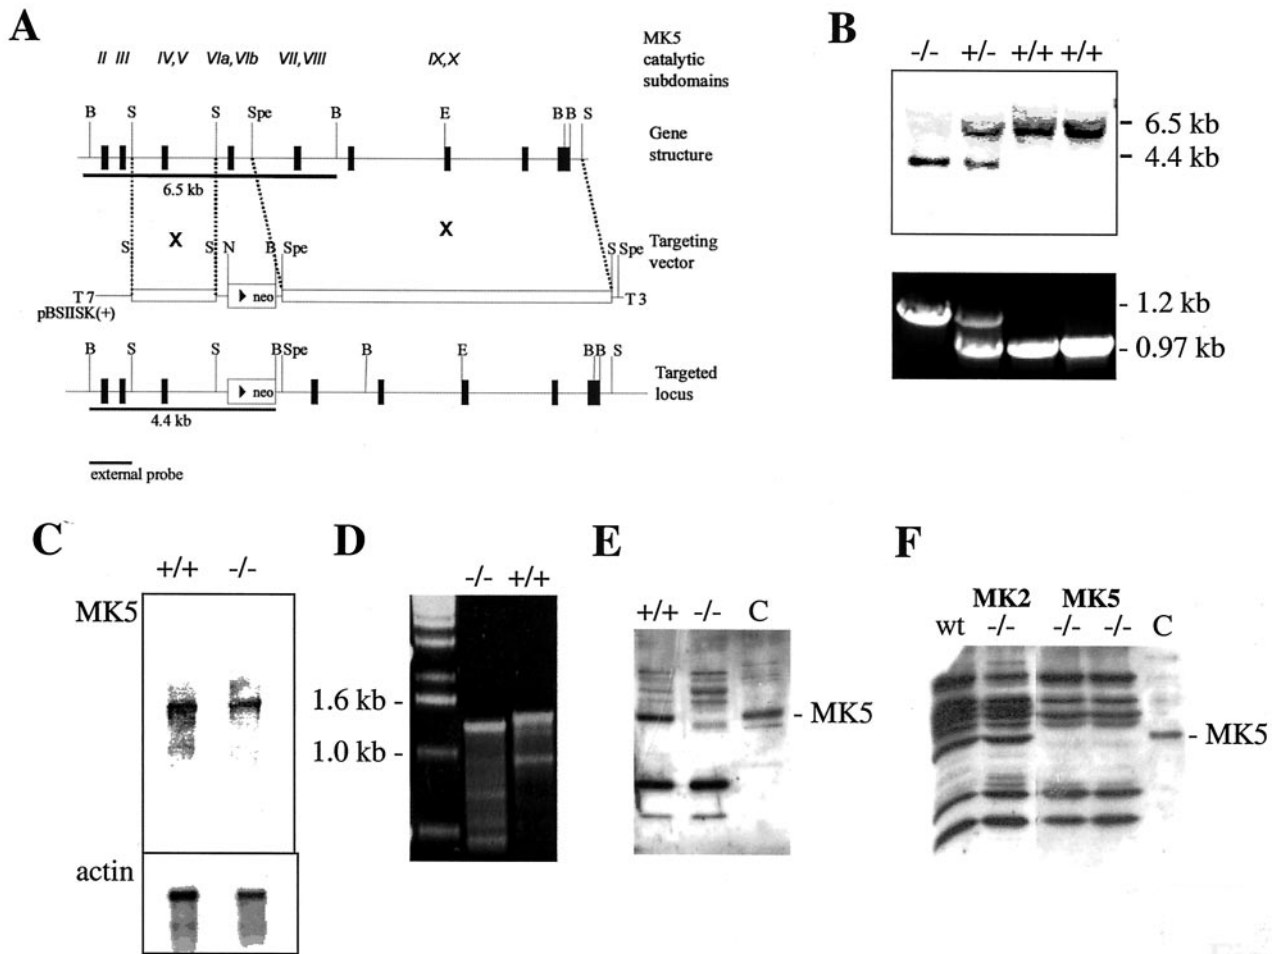 A
II III IV,V VIa,VIb VII,VIII IX,X
MK5
catalytic
subdomains
B S S Spe B E B B S
Gene
structure
6.5 kb
X X
S S N B Spe S Spe
Targeting
vector
T7 neo T3
pBSIISK(+)
B S S B Spe B E B B S
Targeted
locus
neo
4.4 kb
external probe
B
-/- +/- +/+ +/+
- 6.5 kb
- 4.4 kb
- 1.2 kb
- 0.97 kb
C
+/+ -/-
MK5
actin
D
-/- +/+
1.6 kb -
1.0 kb -
E
+/+ -/- C
- MK5
F
MK2 MK5
wt -/- -/- -/- C
- MK5